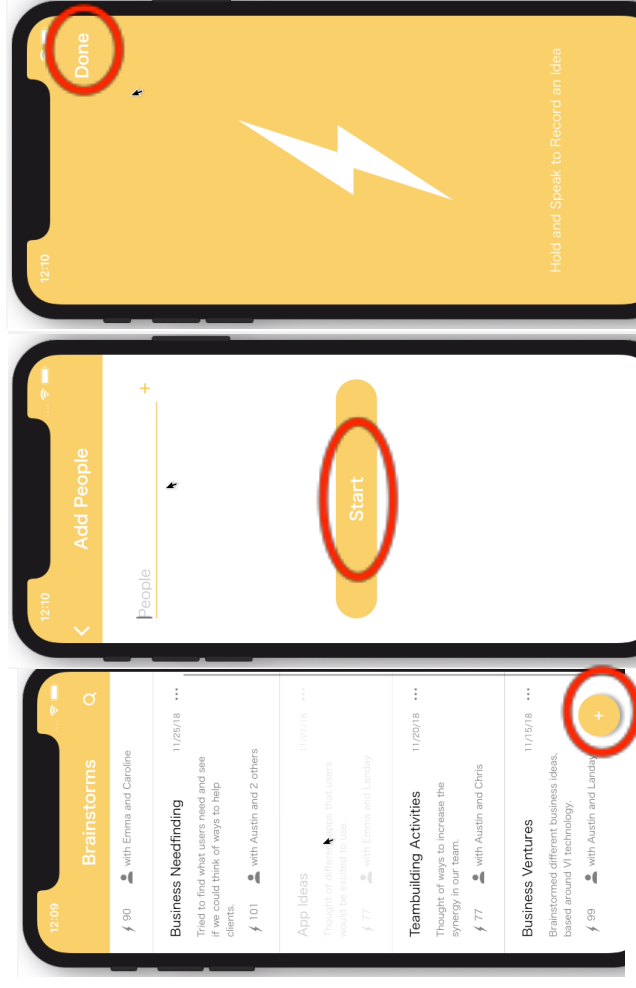 12:09
Brainstorms
90 with Emma and Caroline
Business Needfinding 11/25/18 ...
Tried to find what users need and see
if we could think of ways to help
clients.
101 with Austin and 2 others
App Ideas 11/21/18 ...
Thought of different apps that users
would be excited to use.
77 with Emma and Landay
Teambuilding Activities 11/20/18 ...
Thought of ways to increase the
synergy in our team.
77 with Austin and Chris
Business Ventures 11/15/18 ...
Brainstormed different business ideas,
based around VI technology.
99 with Austin and Landay
+
12:10
Add People
People +
Start
12:10
Done
Hold and Speak to Record an Idea